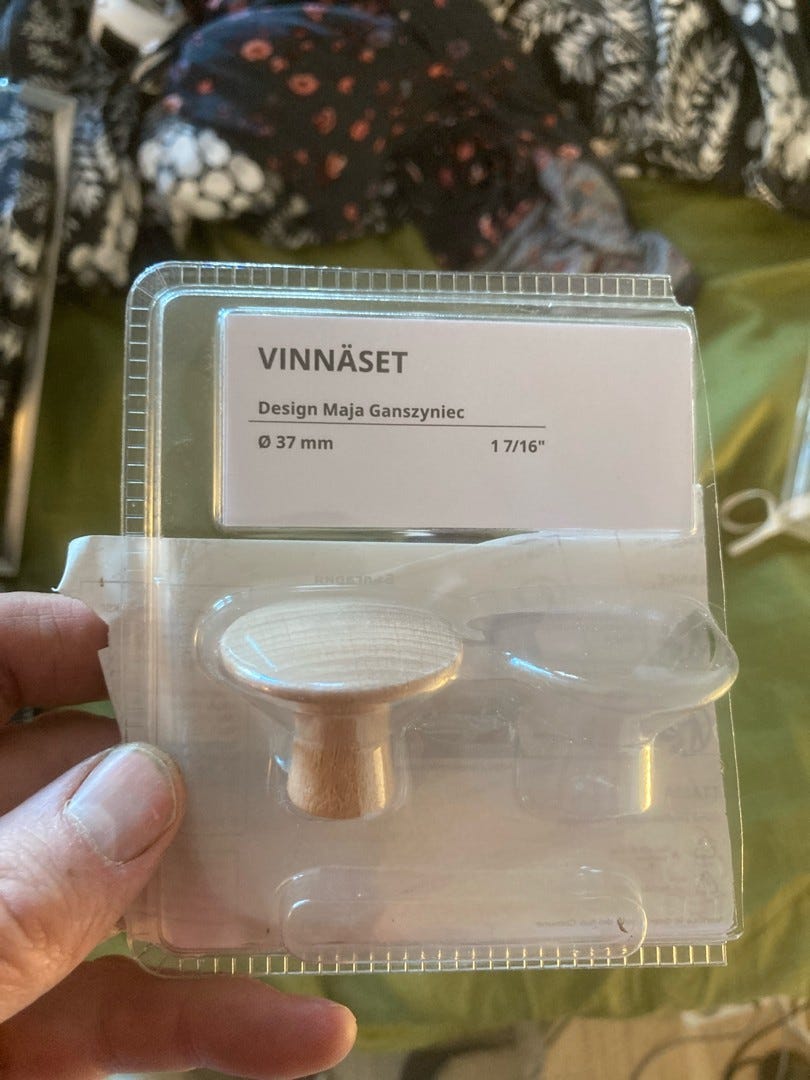 VINNÄSET
Design Maja Ganszyniec
Ø 37 mm 1 7/16"